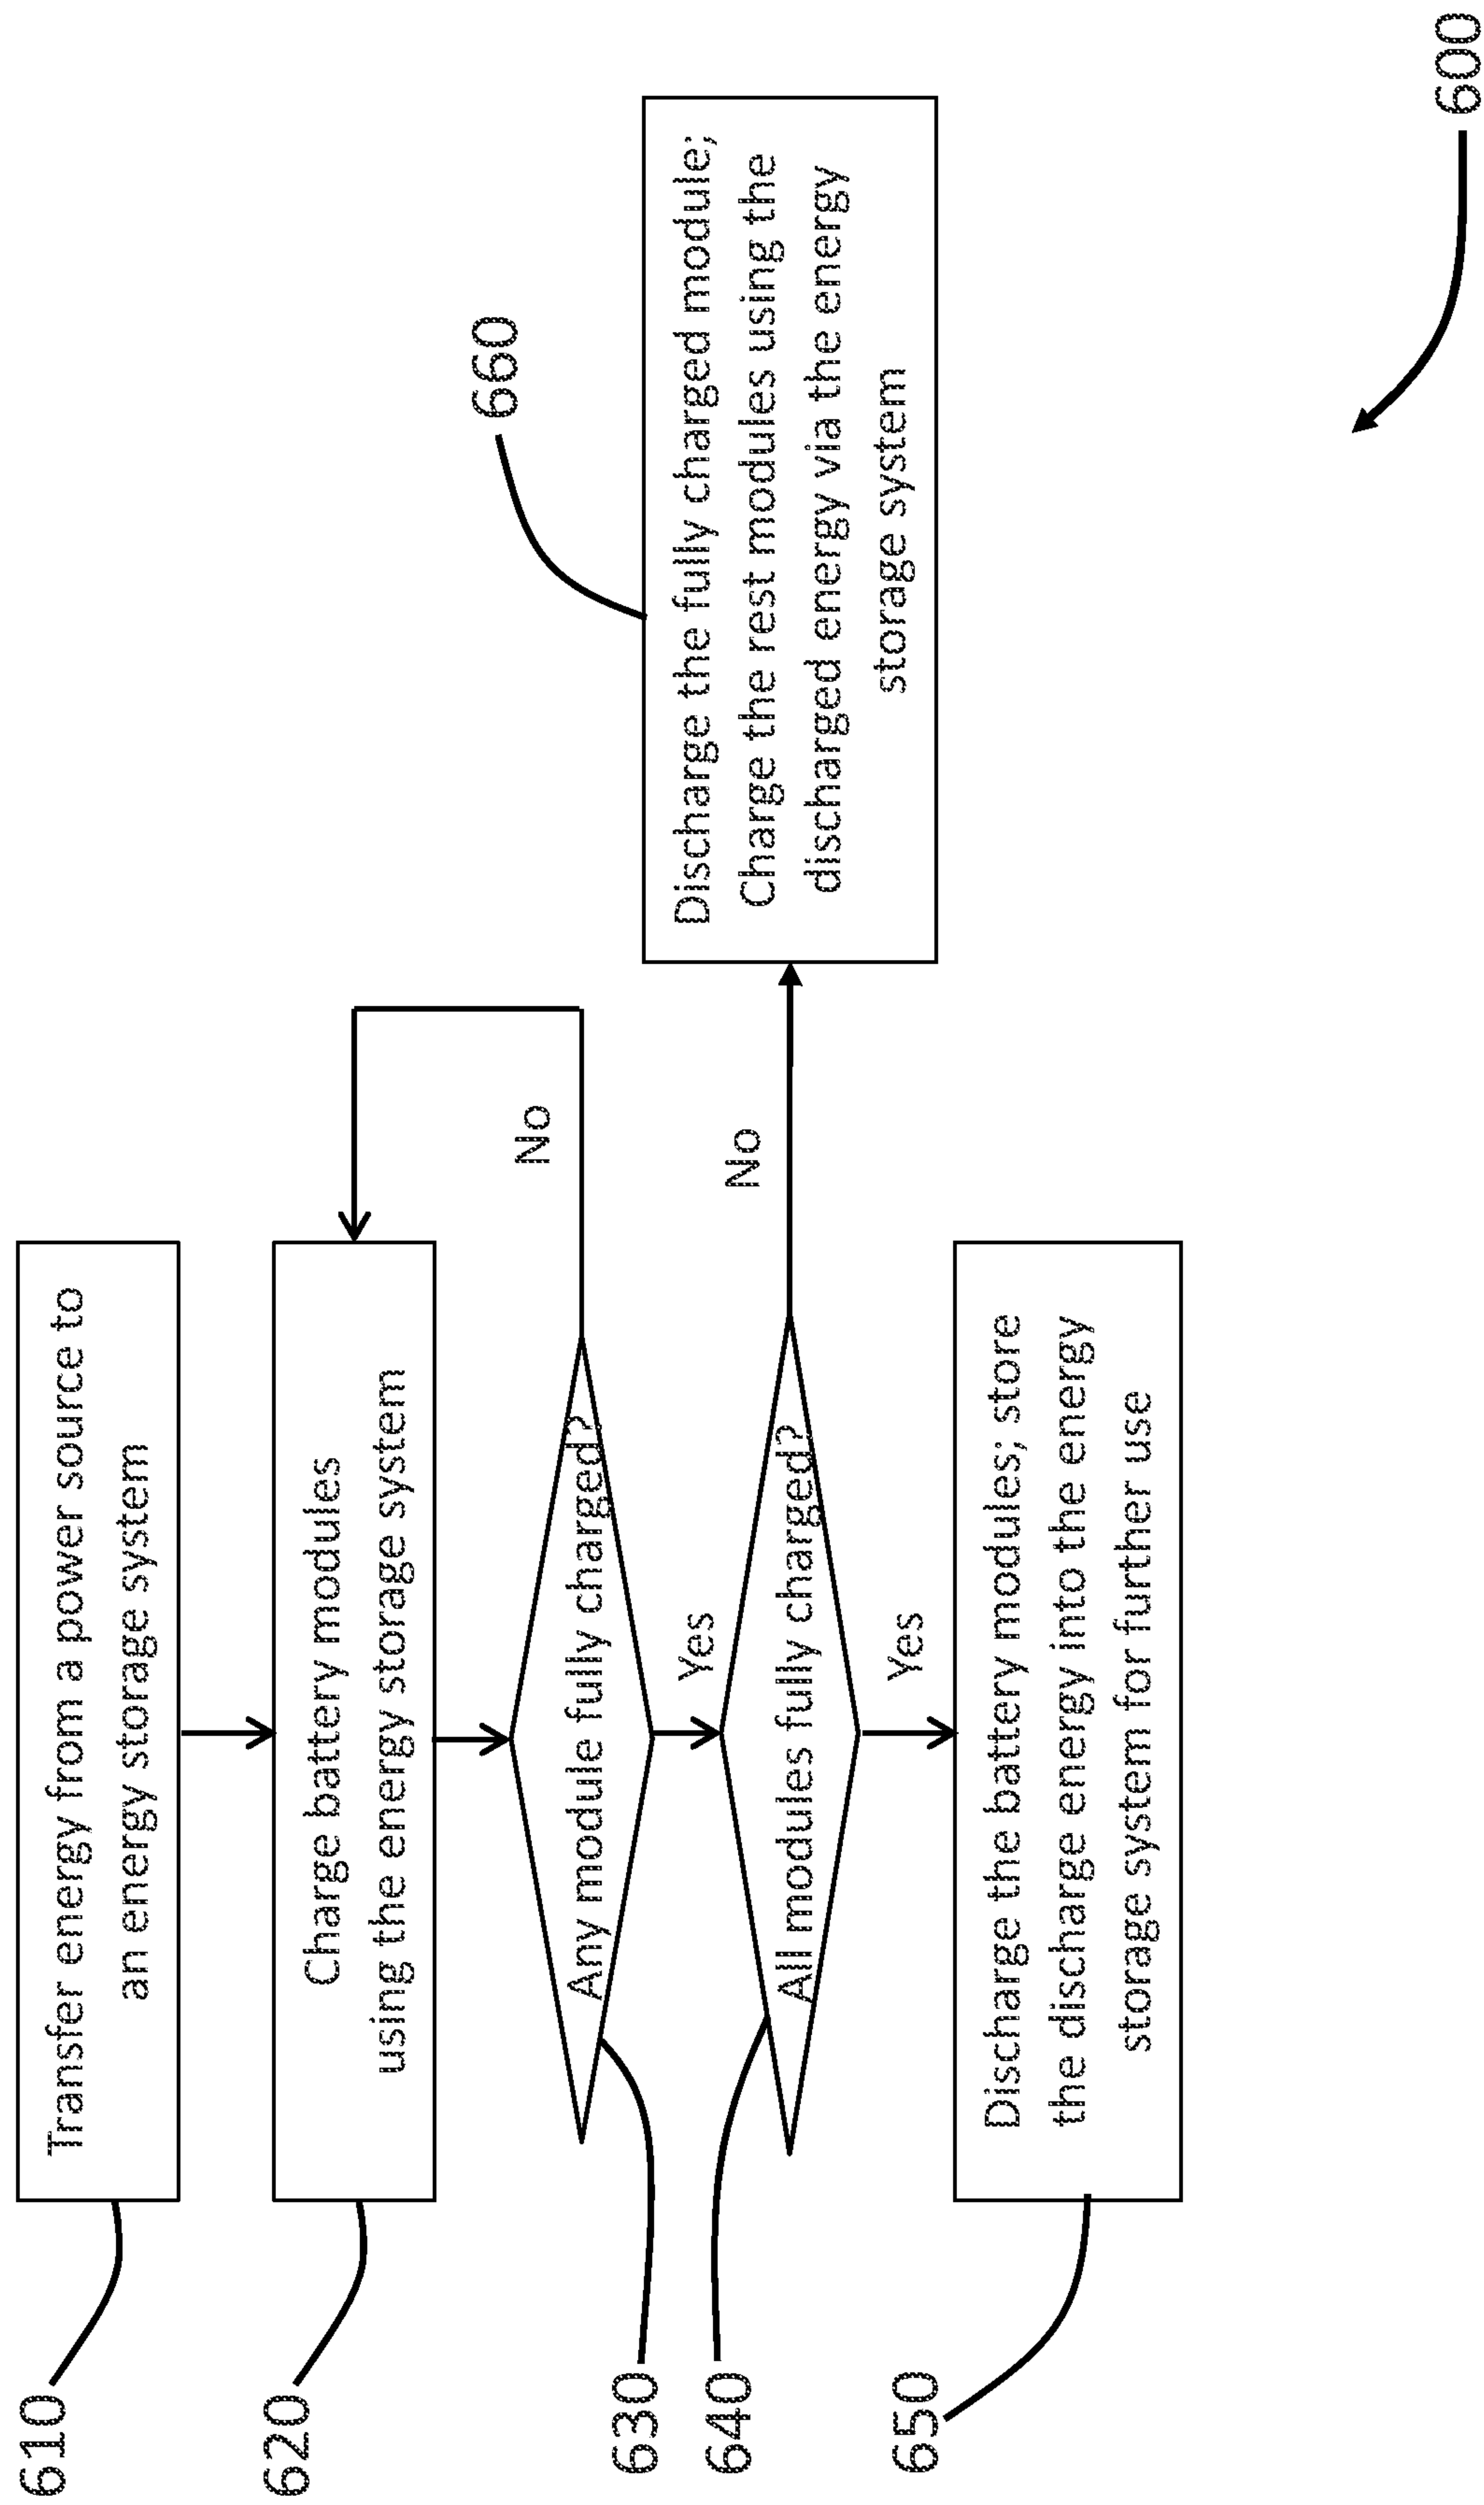 610
Transfer energy from a power source to
an energy storage system
620
Charge battery modules
using the energy storage system
630
Any module fully charged?
No
Yes
640
All modules fully charged?
No
Yes
650
Discharge the battery modules; store
the discharge energy into the energy
storage system for further use
660
Discharge the fully charged module;
Charge the rest modules using the
discharged energy via the energy
storage system
600